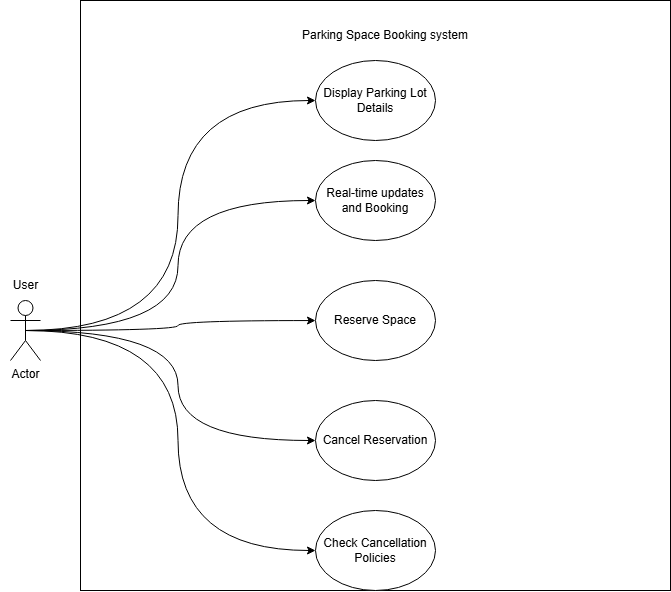 Parking Space Booking system
Display Parking Lot
Details
Real-time updates
and Booking
User
Reserve Space
Actor
Cancel Reservation
Check Cancellation
Policies